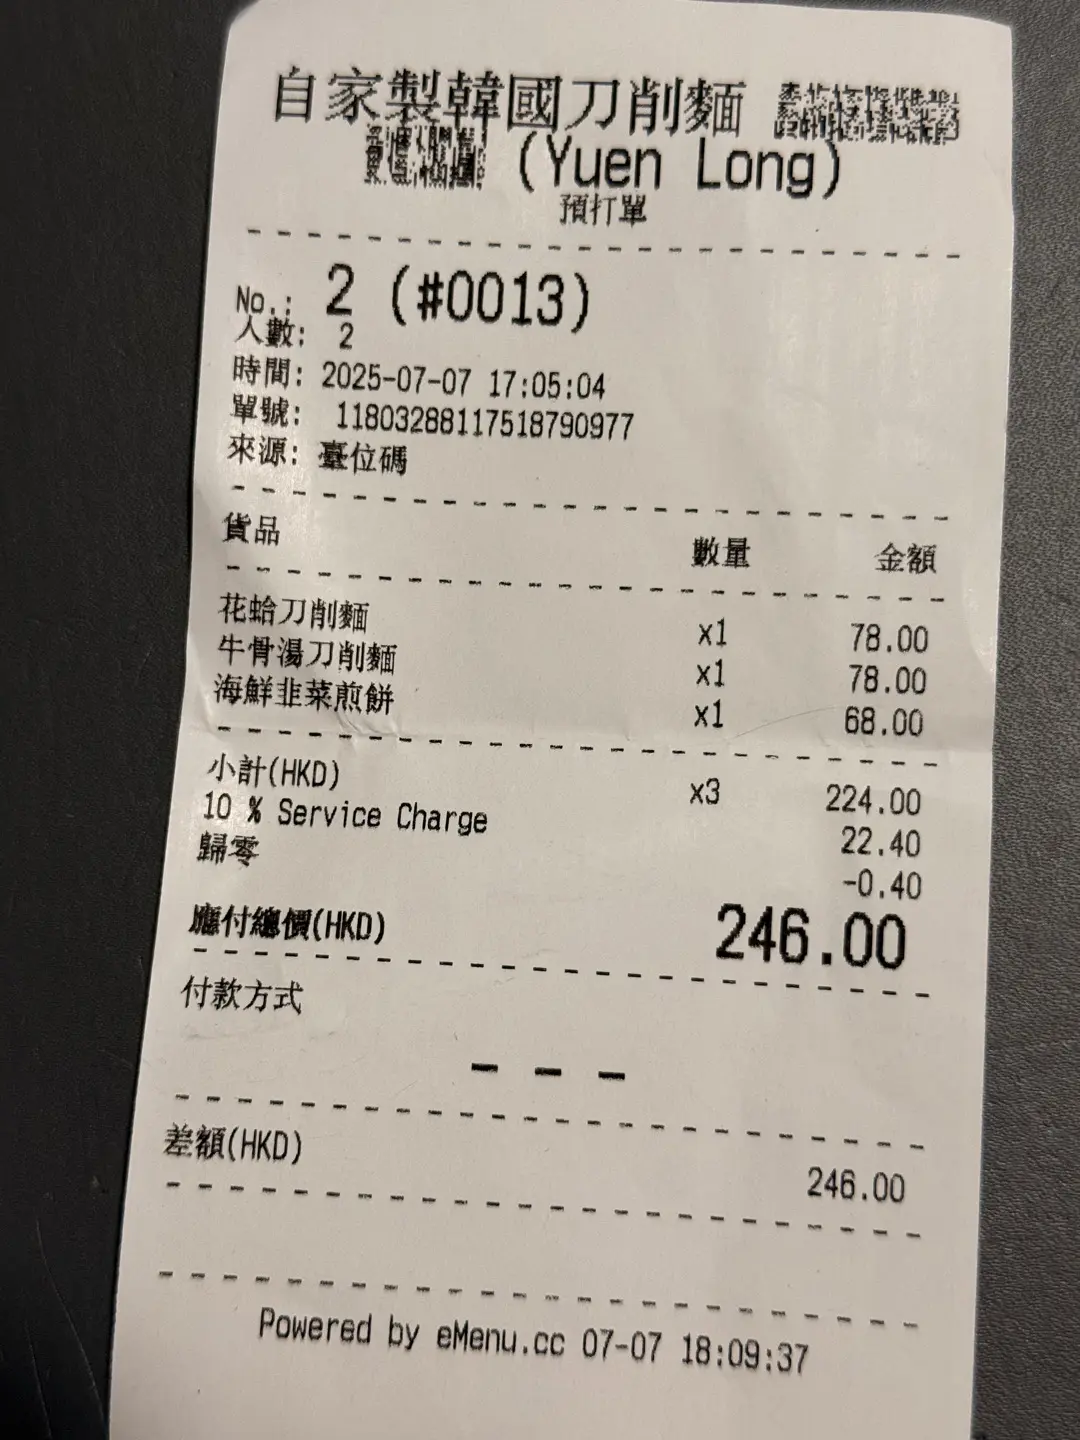 自家製韓國刀削麵
(Yuen Long)
預打單
No.: 2 (#0013)
人數: 2
時間: 2025-07-07 17:05:04
單號: 11803288117518790977
來源: 臺位碼
貨品 數量 金額
花蛤刀削麵 x1 78.00
牛骨湯刀削麵 x1 78.00
海鮮韭菜煎餅 x1 68.00
小計(HKD) x3 224.00
10 % Service Charge 22.40
歸零 -0.40
應付總價(HKD) 246.00
付款方式
---
差額(HKD) 246.00
Powered by eMenu.cc 07-07 18:09:37